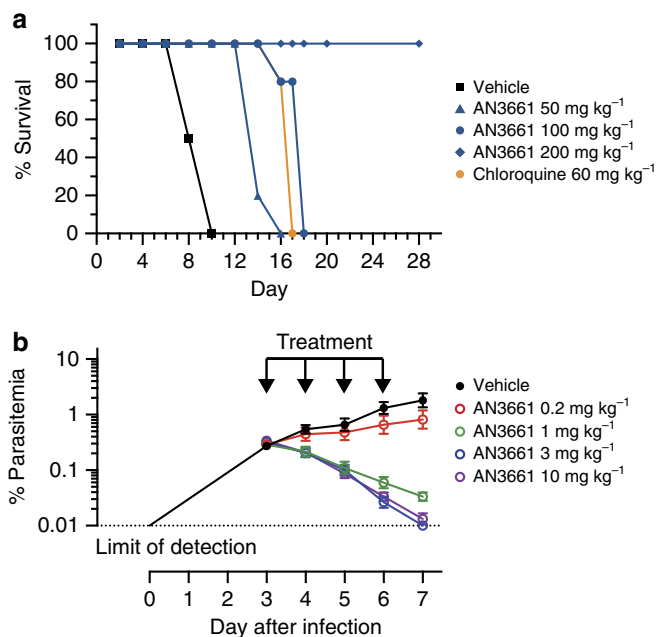 a
100
80
60
40
20
0
% Survival
0 4 8 12 16 20 24 28
Day
Vehicle
AN3661 50 mg kg⁻¹
AN3661 100 mg kg⁻¹
AN3661 200 mg kg⁻¹
Chloroquine 60 mg kg⁻¹
b
Treatment
10
1
0.1
0.01
% Parasitemia
Limit of detection
0 1 2 3 4 5 6 7
Day after infection
Vehicle
AN3661 0.2 mg kg⁻¹
AN3661 1 mg kg⁻¹
AN3661 3 mg kg⁻¹
AN3661 10 mg kg⁻¹